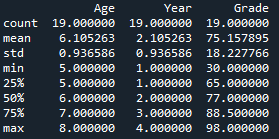 Age Year Grade
count 19.000000 19.000000 19.000000
mean 6.105263 2.105263 75.157895
std 0.936586 0.936586 18.227766
min 5.000000 1.000000 30.000000
25% 5.000000 1.000000 65.000000
50% 6.000000 2.000000 77.000000
75% 7.000000 3.000000 88.500000
max 8.000000 4.000000 98.000000